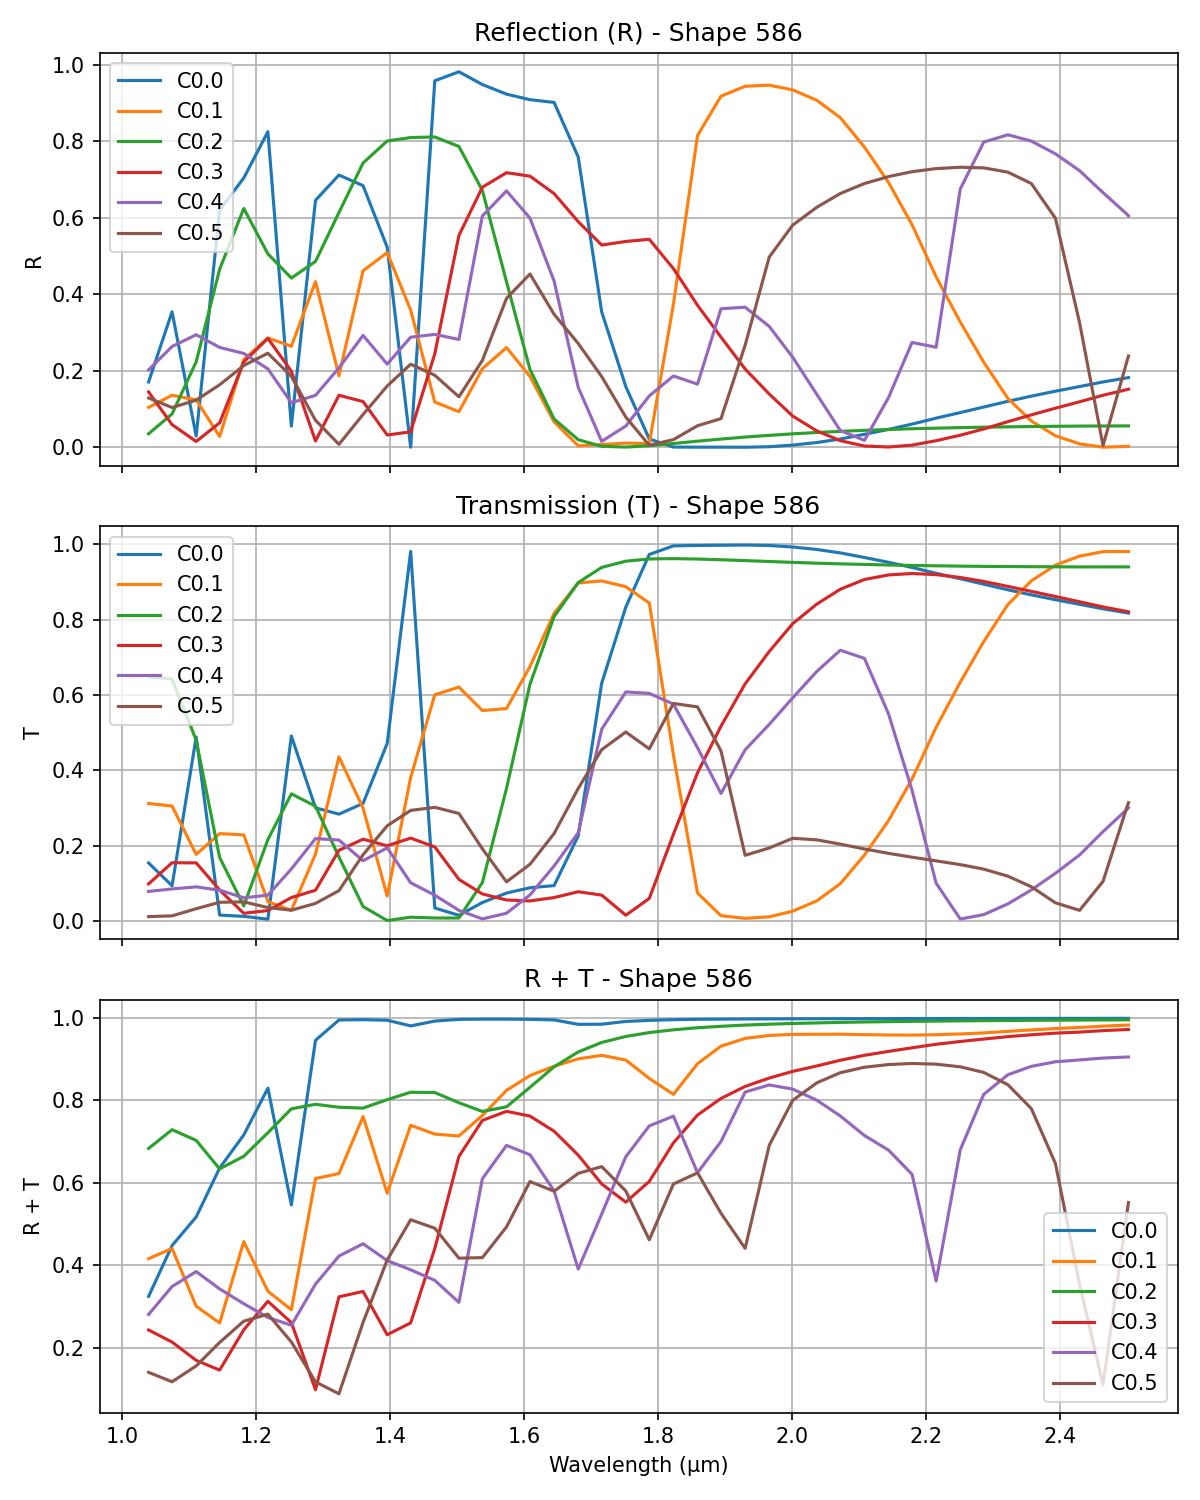 Reflection (R) - Shape 586
1.0
0.8
0.6
0.4
0.2
0.0
R
C0.0
C0.1
C0.2
C0.3
C0.4
C0.5
Transmission (T) - Shape 586
1.0
0.8
0.6
0.4
0.2
0.0
T
C0.0
C0.1
C0.2
C0.3
C0.4
C0.5
R + T - Shape 586
1.0
0.8
0.6
0.4
0.2
R + T
C0.0
C0.1
C0.2
C0.3
C0.4
C0.5
1.0 1.2 1.4 1.6 1.8 2.0 2.2 2.4
Wavelength (μm)